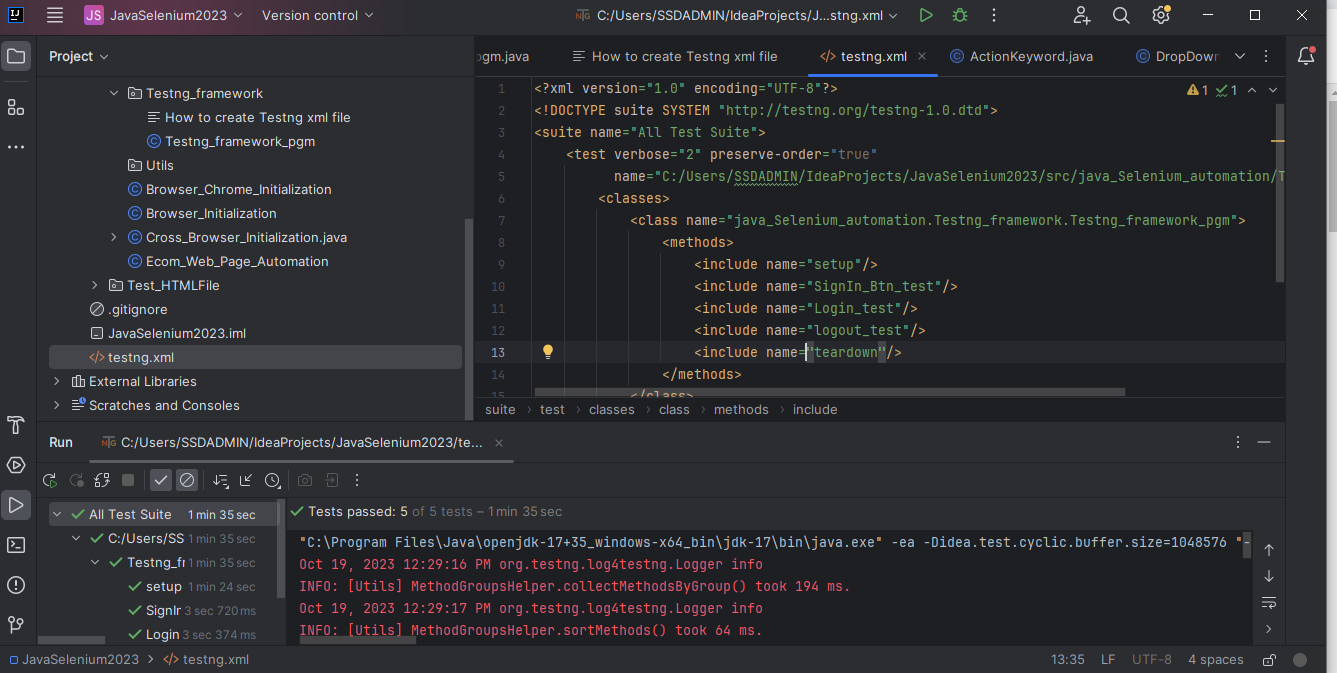 JS JavaSelenium2023 Version control C:/Users/SSDADMIN/IdeaProjects/J...stng.xml
Project
Testng_framework
How to create Testng xml file
Testng_framework_pgm
Utils
Browser_Chrome_Initialization
Browser_Initialization
Cross_Browser_Initialization.java
Ecom_Web_Page_Automation
Test_HTMLFile
.gitignore
JavaSelenium2023.iml
testng.xml
External Libraries
Scratches and Consoles
pgm.java How to create Testng xml file testng.xml ActionKeyword.java DropDown
1 <?xml version="1.0" encoding="UTF-8"?>
1 1
2 <!DOCTYPE suite SYSTEM "http://testng.org/testng-1.0.dtd">
3 <suite name="All Test Suite">
4 <test verbose="2" preserve-order="true"
5 name="C:/Users/SSDADMIN/IdeaProjects/JavaSelenium2023/src/java_Selenium_automation/T
6 <classes>
7 <class name="java_Selenium_automation.Testng_framework.Testng_framework_pgm">
8 <methods>
9 <include name="setup"/>
10 <include name="SignIn_Btn_test"/>
11 <include name="Login_test"/>
12 <include name="logout_test"/>
13 <include name="teardown"/>
14 </methods>
15 </class>
suite test classes class methods include
Run C:/Users/SSDADMIN/IdeaProjects/JavaSelenium2023/te...
All Test Suite 1 min 35 sec
C:/Users/SS 1 min 35 sec
Testng_fr 1 min 35 sec
setup 1 min 24 sec
SignIr 3 sec 720 ms
Login 3 sec 374 ms
Tests passed: 5 of 5 tests – 1 min 35 sec
"C:\Program Files\Java\openjdk-17+35_windows-x64_bin\jdk-17\bin\java.exe" -ea -Didea.test.cyclic.buffer.size=1048576 "-
Oct 19, 2023 12:29:16 PM org.testng.log4testng.Logger info
INFO: [Utils] MethodGroupsHelper.collectMethodsByGroup() took 194 ms.
Oct 19, 2023 12:29:17 PM org.testng.log4testng.Logger info
INFO: [Utils] MethodGroupsHelper.sortMethods() took 64 ms.
JavaSelenium2023 testng.xml 13:35 LF UTF-8 4 spaces